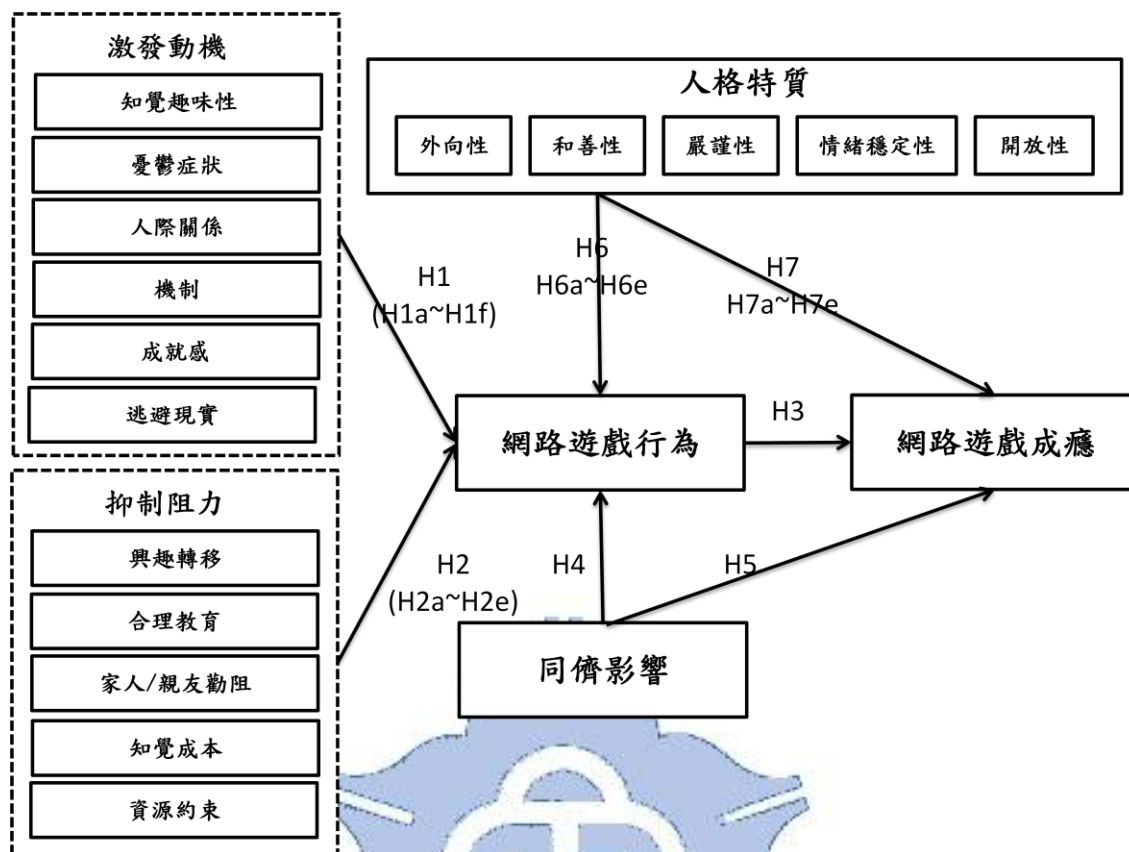 激發動機
知覺趣味性
憂鬱症狀
人際關係
機制
成就感
逃避現實
抑制阻力
興趣轉移
合理教育
家人/親友勸阻
知覺成本
資源約束
人格特質
外向性
和善性
嚴謹性
情緒穩定性
開放性
H1
(H1a~H1f)
H6
H6a~H6e
H7
H7a~H7e
網路遊戲行為
H3
網路遊戲成癮
H2
(H2a~H2e)
H4
H5
同儕影響